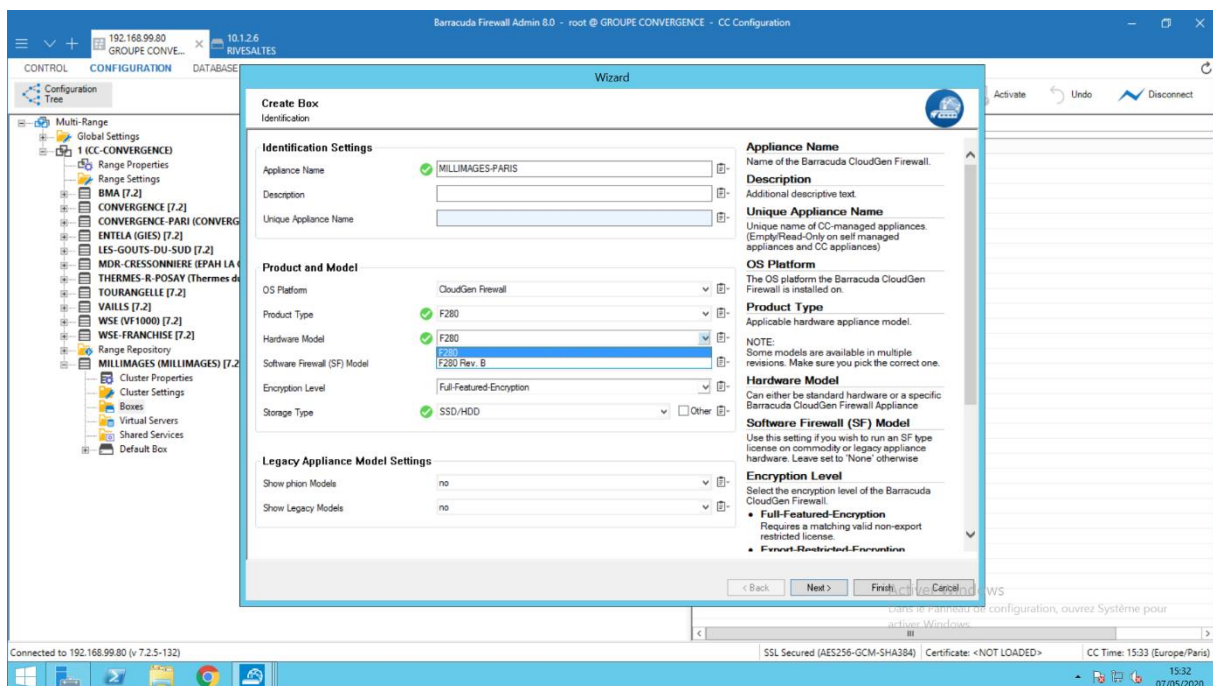 Barracuda Firewall Admin 8.0 - root @ GROUPE CONVERGENCE - CC Configuration
192.168.99.80
GROUPE CONVE...
10.1.2.6
RIVESALTES
CONTROL CONFIGURATION DATABASE
Configuration
Tree
Activate Undo Disconnect
Multi-Range
Global Settings
1 (CC-CONVERGENCE)
Range Properties
Range Settings
BMA [7.2]
CONVERGENCE [7.2]
CONVERGENCE-PARI (CONVERG
ENTELA (GIES) [7.2]
LES-GOUTS-DU-SUD [7.2]
MDR-CRESSONNIERE (EPAH LA
THERMES-R-POSAY (Thermes d
TOURANGELLE [7.2]
VAILLS [7.2]
WSE (VF1000) [7.2]
WSE-FRANCHISE [7.2]
Range Repository
MILLIMAGES (MILLIMAGES) [7.2
Cluster Properties
Cluster Settings
Boxes
Virtual Servers
Shared Services
Default Box
Wizard
Create Box
Identification
Identification Settings
Appliance Name MILLIMAGES-PARIS
Description
Unique Appliance Name
Product and Model
OS Platform CloudGen Firewall
Product Type F280
Hardware Model F280
F280
F280 Rev. B
Software Firewall (SF) Model
Encryption Level Full-Featured-Encryption
Storage Type SSD/HDD Other
Legacy Appliance Model Settings
Show phion Models no
Show Legacy Models no
Appliance Name
Name of the Barracuda CloudGen Firewall.
Description
Additional descriptive text.
Unique Appliance Name
Unique name of CC-managed appliances.
(Empty/Read-Only on self managed
appliances and CC appliances)
OS Platform
The OS platform the Barracuda CloudGen
Firewall is installed on.
Product Type
Applicable hardware appliance model.
NOTE:
Some models are available in multiple
revisions. Make sure you pick the correct one.
Hardware Model
Can either be standard hardware or a specific
Barracuda CloudGen Firewall Appliance
Software Firewall (SF) Model
Use this setting if you wish to run an SF type
license on commodity or legacy appliance
hardware. Leave set to 'None' otherwise
Encryption Level
Select the encryption level of the Barracuda
CloudGen Firewall.
• Full-Featured-Encryption
Requires a matching valid non-export
restricted license.
• Export-Restricted-Encryption
< Back Next > Finish Cancel
Activer Windows
Dans le Panneau de configuration, ouvrez Système pour
activer Windows.
Connected to 192.168.99.80 (v 7.2.5-132)
SSL Secured (AES256-GCM-SHA384) Certificate: <NOT LOADED> CC Time: 15:33 (Europe/Paris)
15:32
07/05/2020